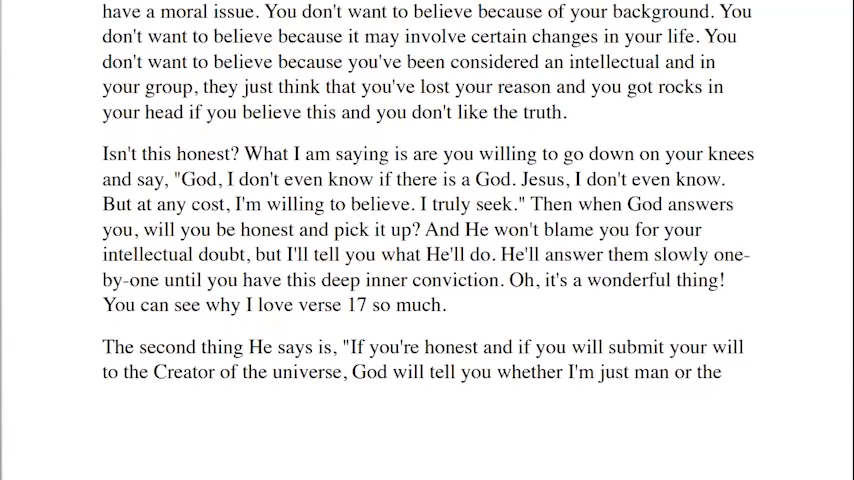 have a moral issue. You don't want to believe because of your background. You
don't want to believe because it may involve certain changes in your life. You
don't want to believe because you've been considered an intellectual and in
your group, they just think that you've lost your reason and you got rocks in
your head if you believe this and you don't like the truth.
Isn't this honest? What I am saying is are you willing to go down on your knees
and say, "God, I don't even know if there is a God. Jesus, I don't even know.
But at any cost, I'm willing to believe. I truly seek." Then when God answers
you, will you be honest and pick it up? And He won't blame you for your
intellectual doubt, but I'll tell you what He'll do. He'll answer them slowly one-
by-one until you have this deep inner conviction. Oh, it's a wonderful thing!
You can see why I love verse 17 so much.
The second thing He says is, "If you're honest and if you will submit your will
to the Creator of the universe, God will tell you whether I'm just man or the